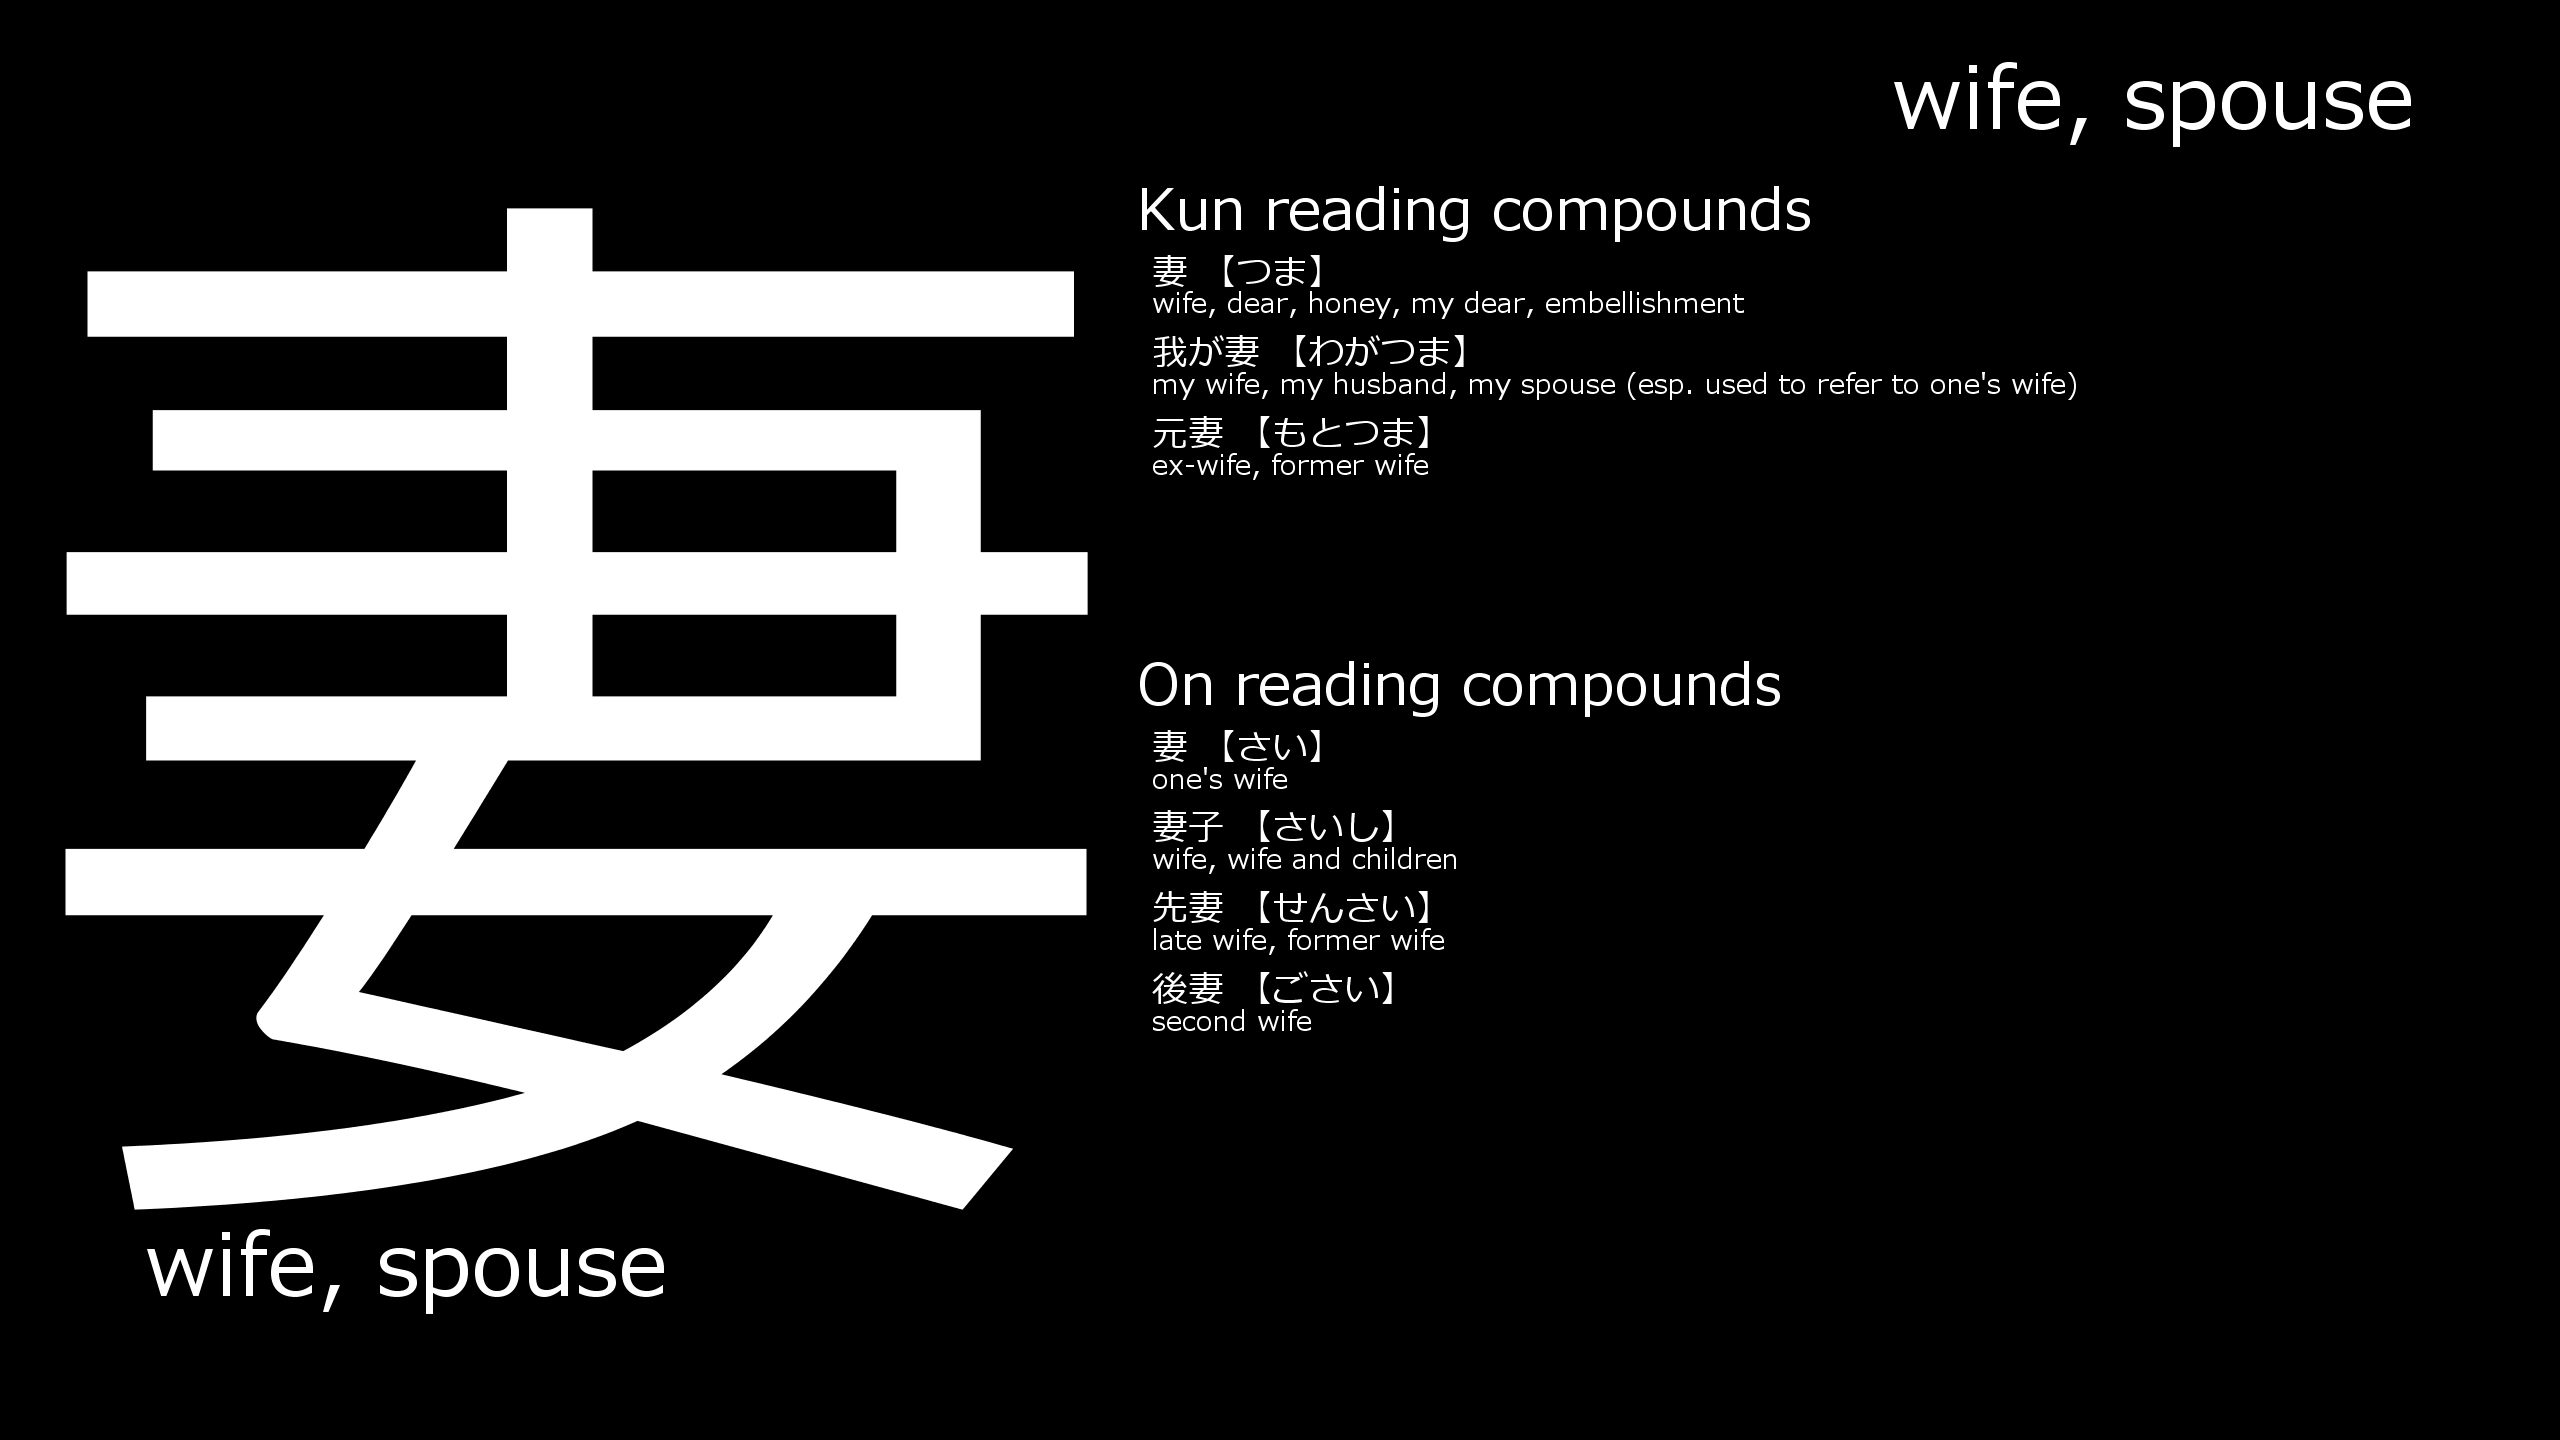 wife, spouse
妻
wife, spouse
Kun reading compounds
妻 【つま】
wife, dear, honey, my dear, embellishment
我が妻 【わがつま】
my wife, my husband, my spouse (esp. used to refer to one's wife)
元妻 【もとつま】
ex-wife, former wife
On reading compounds
妻 【さい】
one's wife
妻子 【さいし】
wife, wife and children
先妻 【せんさい】
late wife, former wife
後妻 【ごさい】
second wife